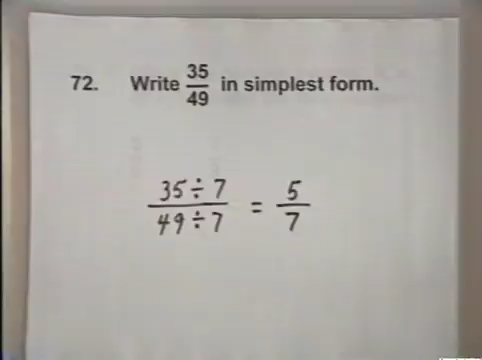 72. Write 35/49 in simplest form.
35÷7/49÷7 = 5/7